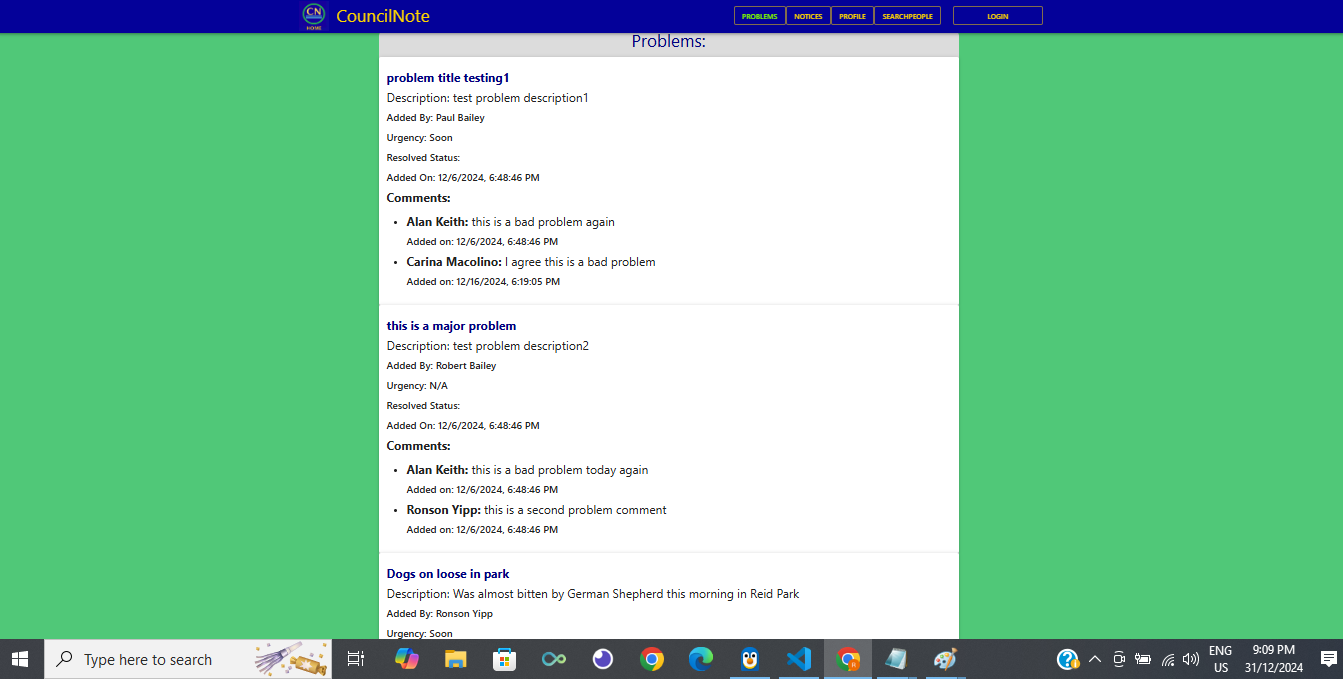 CN
HOME
CouncilNote
PROBLEMS
NOTICES
PROFILE
SEARCHPEOPLE
LOGIN
Problems:
problem title testing1
Description: test problem description1
Added By: Paul Bailey
Urgency: Soon
Resolved Status:
Added On: 12/6/2024, 6:48:46 PM
Comments:
• Alan Keith: this is a bad problem again
Added on: 12/6/2024, 6:48:46 PM
• Carina Macolino: I agree this is a bad problem
Added on: 12/16/2024, 6:19:05 PM
this is a major problem
Description: test problem description2
Added By: Robert Bailey
Urgency: N/A
Resolved Status:
Added On: 12/6/2024, 6:48:46 PM
Comments:
• Alan Keith: this is a bad problem today again
Added on: 12/6/2024, 6:48:46 PM
• Ronson Yipp: this is a second problem comment
Added on: 12/6/2024, 6:48:46 PM
Dogs on loose in park
Description: Was almost bitten by German Shepherd this morning in Reid Park
Added By: Ronson Yipp
Urgency: Soon
Type here to search
ENG
US
9:09 PM
31/12/2024